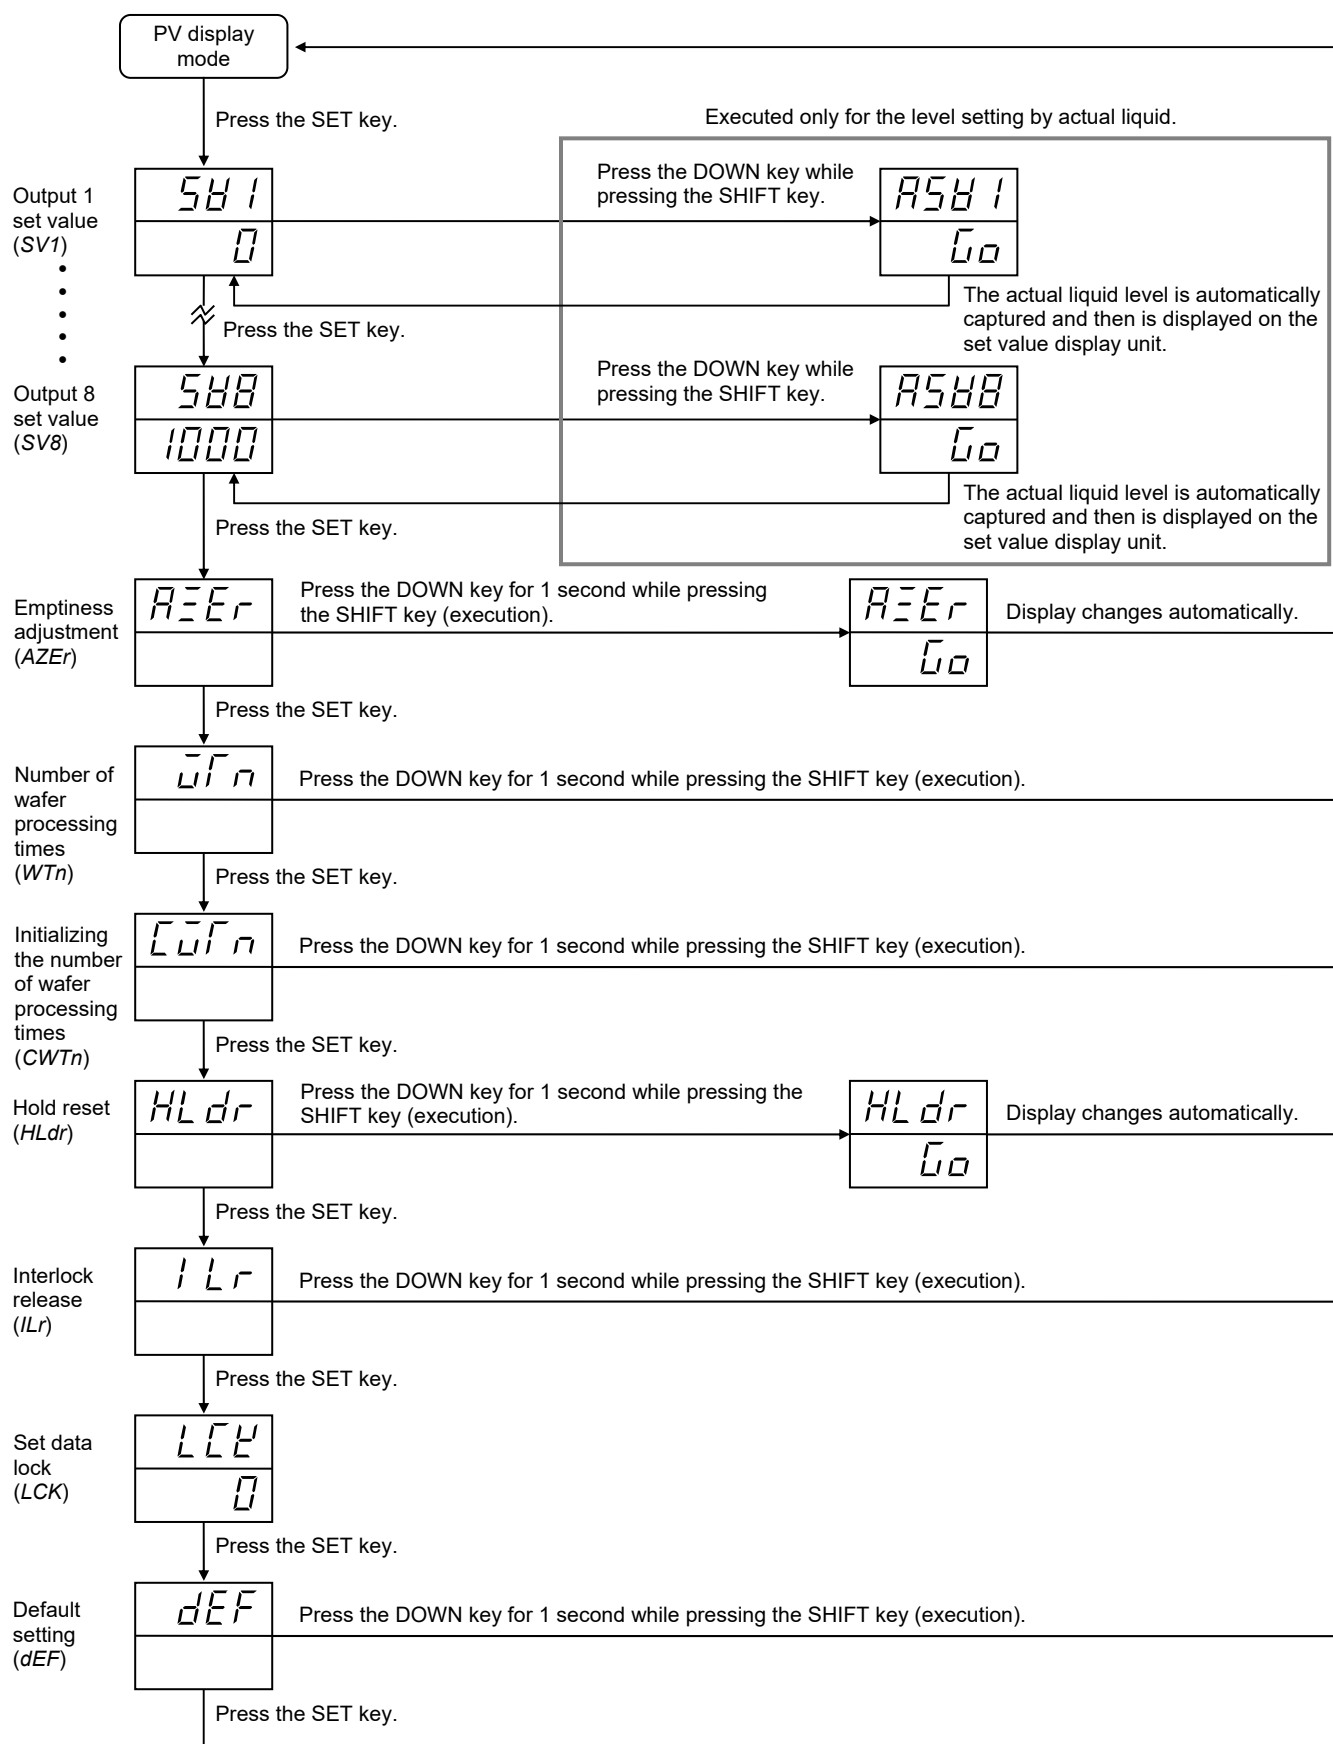 PV display
mode
Press the SET key.
Executed only for the level setting by actual liquid.
Output 1
set value
(SV1)
SV1
0
Press the DOWN key while
pressing the SHIFT key.
ASV1
Go
The actual liquid level is automatically
captured and then is displayed on the
set value display unit.
Press the SET key.
Output 8
set value
(SV8)
SV8
1000
Press the DOWN key while
pressing the SHIFT key.
ASV8
Go
The actual liquid level is automatically
captured and then is displayed on the
set value display unit.
Press the SET key.
Emptiness
adjustment
(AZEr)
AZEr
Press the DOWN key for 1 second while pressing
the SHIFT key (execution).
AZEr
Go
Display changes automatically.
Press the SET key.
Number of
wafer
processing
times
(WTn)
WTn
Press the DOWN key for 1 second while pressing the SHIFT key (execution).
Press the SET key.
Initializing
the number
of wafer
processing
times
(CWTn)
CWTn
Press the DOWN key for 1 second while pressing the SHIFT key (execution).
Press the SET key.
Hold reset
(HLdr)
HLdr
Press the DOWN key for 1 second while pressing the
SHIFT key (execution).
HLdr
Go
Display changes automatically.
Press the SET key.
Interlock
release
(ILr)
ILr
Press the DOWN key for 1 second while pressing the SHIFT key (execution).
Press the SET key.
Set data
lock
(LCK)
LCK
0
Press the SET key.
Default
setting
(dEF)
dEF
Press the DOWN key for 1 second while pressing the SHIFT key (execution).
Press the SET key.